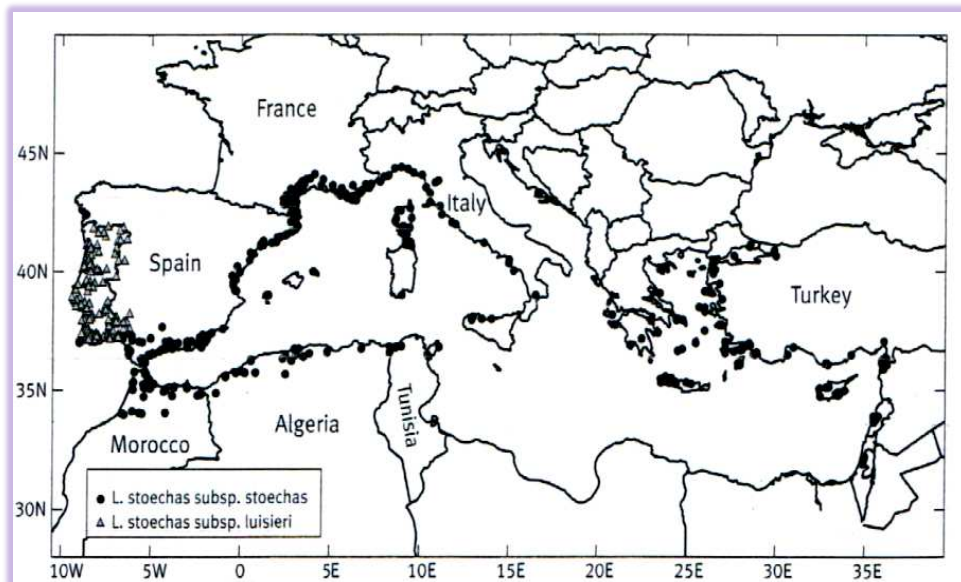 France
45N
Italy
40N
Spain
Turkey
35N
Algeria
Tunisia
Morocco
● L. stoechas subsp. stoechas
▲ L. stoechas subsp. luisieri
30N
10W 5W 0 5E 10E 15E 20E 25E 30E 35E